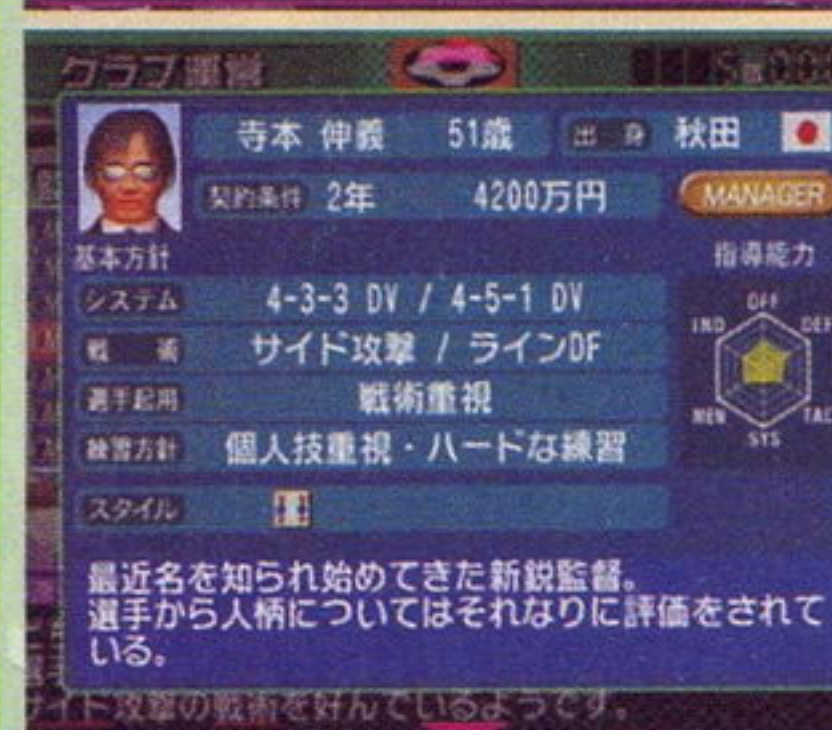 クラブ運営
寺本 伸義 51歳 出身 秋田
契約条件 2年 4200万円 MANAGER
基本方針 指導能力
システム 4-3-3 DV / 4-5-1 DV
戦術 サイド攻撃 / ラインDF
選手起用 戦術重視
練習方針 個人技重視・ハードな練習
OFF
IND DEF
MEN TAC
SYS
スタイル
最近名を知られ始めてきた新鋭監督。
選手から人柄についてはそれなりに評価をされて
いる。
サイド攻撃の戦術を好んでいるようです。